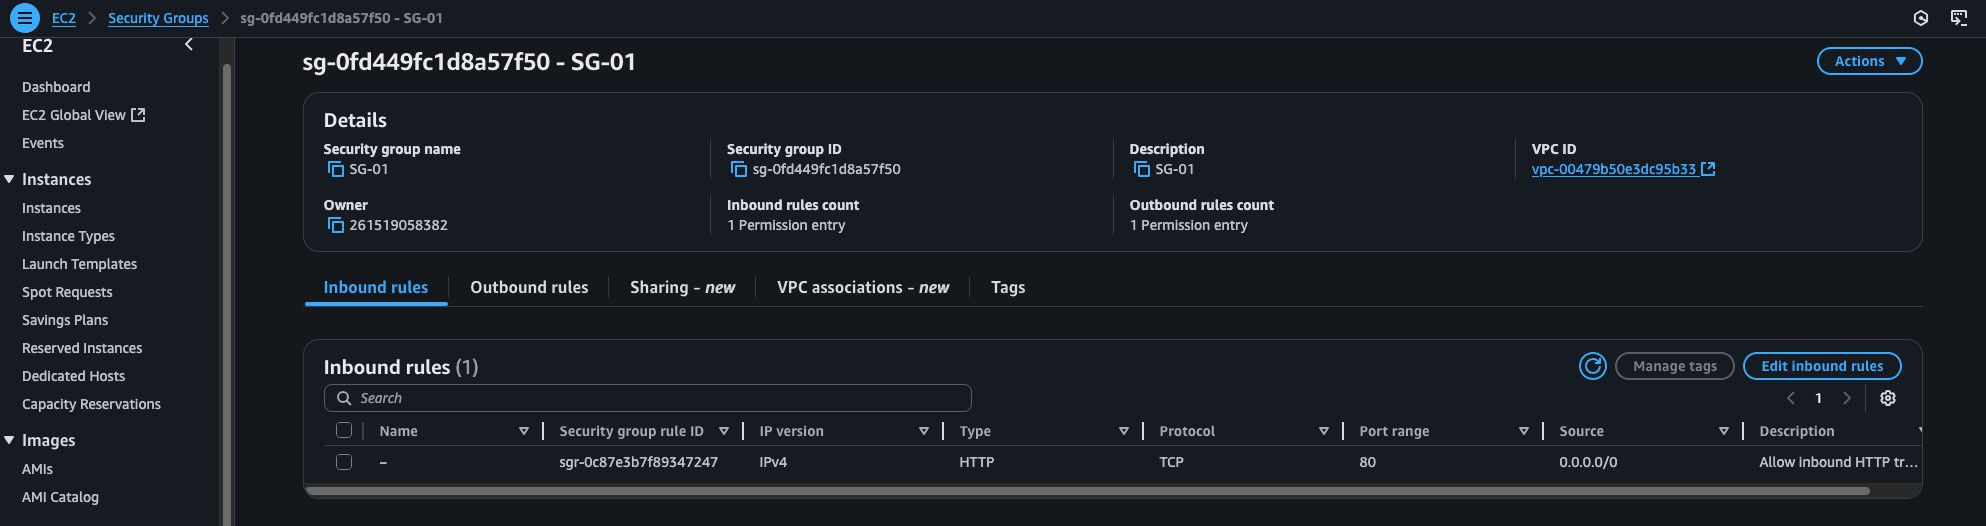 EC2 Security Groups sg-0fd449fc1d8a57f50 - SG-01
EC2
Dashboard
EC2 Global View
Events
Instances
Instances
Instance Types
Launch Templates
Spot Requests
Savings Plans
Reserved Instances
Dedicated Hosts
Capacity Reservations
Images
AMIs
AMI Catalog
sg-0fd449fc1d8a57f50 - SG-01
Actions
Details
Security group name
SG-01
Security group ID
sg-0fd449fc1d8a57f50
Description
SG-01
VPC ID
vpc-00479b50e3dc95b33
Owner
261519058382
Inbound rules count
1 Permission entry
Outbound rules count
1 Permission entry
Inbound rules Outbound rules Sharing - new VPC associations - new Tags
Inbound rules (1)
Manage tags Edit inbound rules
Search
1
Name Security group rule ID IP version Type Protocol Port range Source Description
– sgr-0c87e3b7f89347247 IPv4 HTTP TCP 80 0.0.0.0/0 Allow inbound HTTP tr...